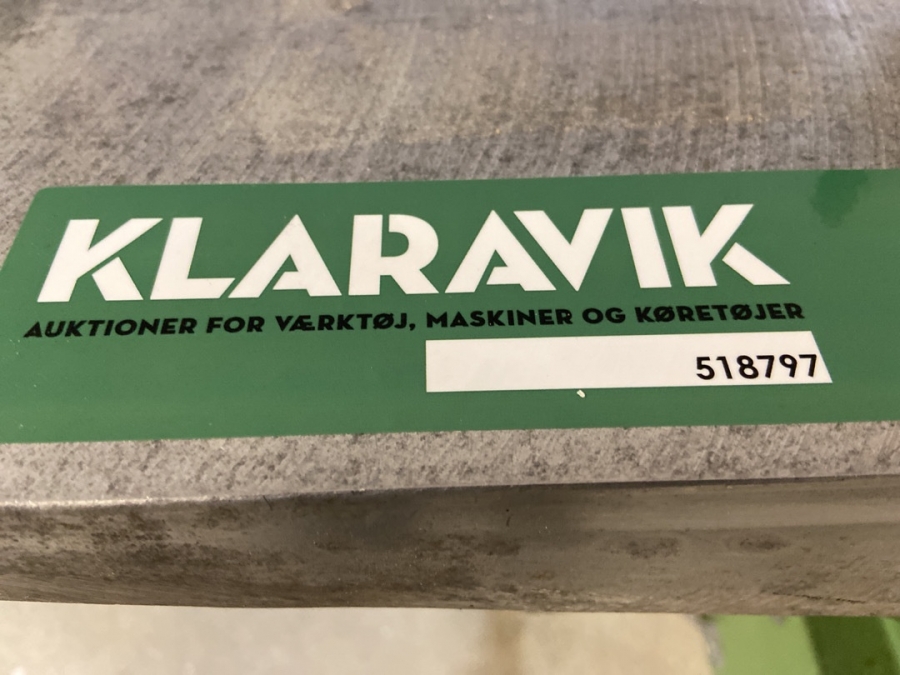 KLARAVIK
AUKTIONER FOR VÆRKTØJ, MASKINER OG KØRETØJER
518797